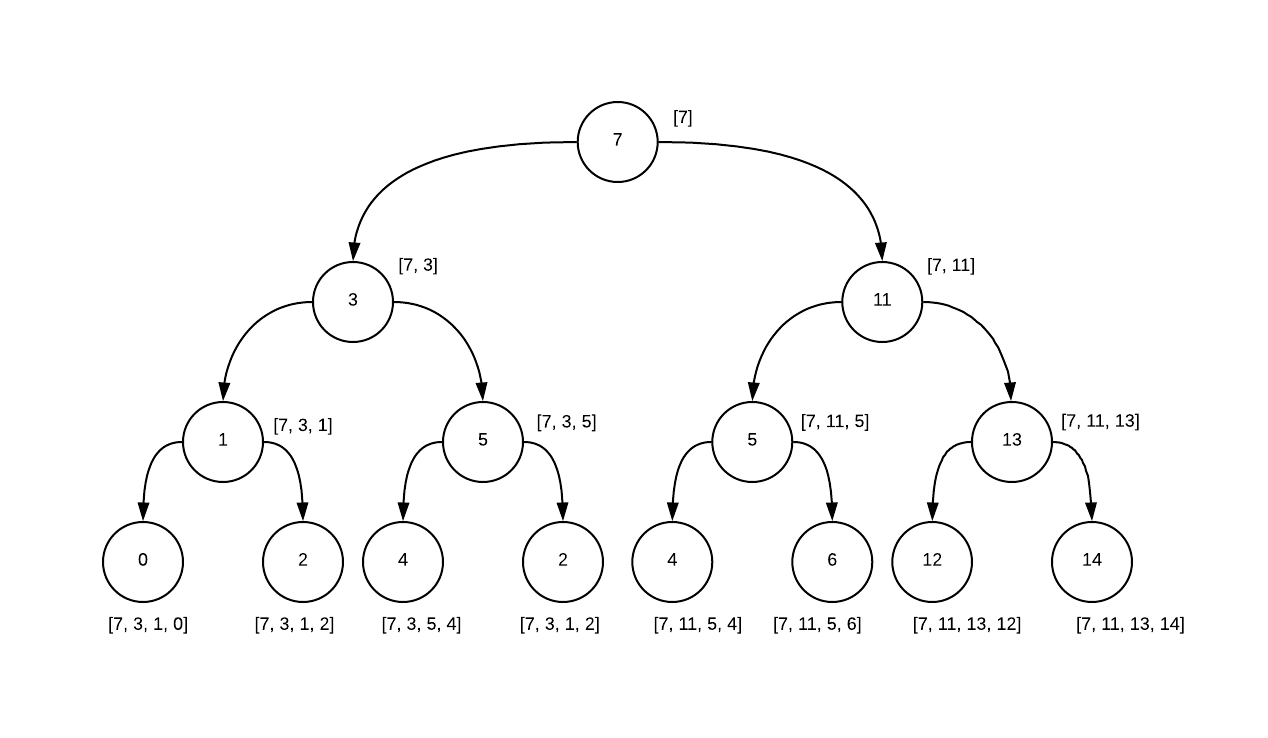 7
[7]
3
[7, 3]
11
[7, 11]
1
[7, 3, 1]
5
[7, 3, 5]
5
[7, 11, 5]
13
[7, 11, 13]
0
2
4
2
4
6
12
14
[7, 3, 1, 0]
[7, 3, 1, 2]
[7, 3, 5, 4]
[7, 3, 1, 2]
[7, 11, 5, 4]
[7, 11, 5, 6]
[7, 11, 13, 12]
[7, 11, 13, 14]